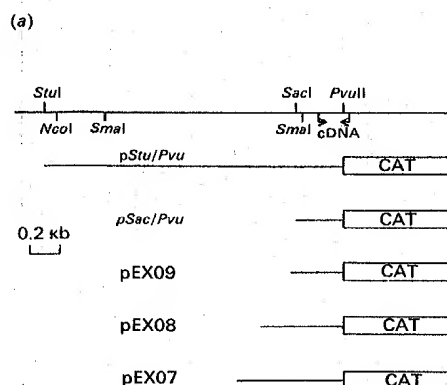 (a)
StuI SacI PvuII
NcoI SmaI SmaI cDNA
pStu/Pvu CAT
pSac/Pvu CAT
0.2 kb
pEX09 CAT
pEX08 CAT
pEX07 CAT